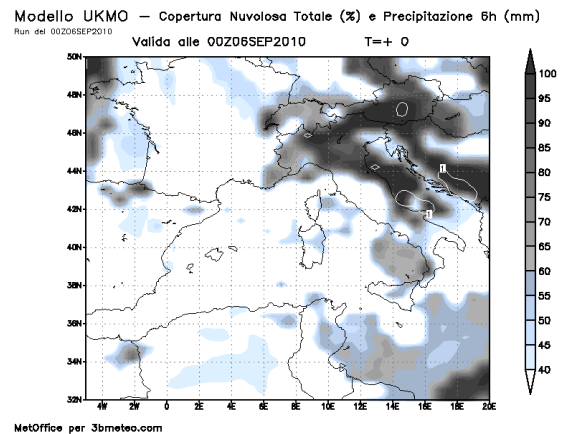 Modello UKMO – Copertura Nuvolosa Totale (%) e Precipitazione 6h (mm)
Run del 00Z06SEP2010
Valida alle 00Z06SEP2010 T=+ 0
50N
48N
46N
44N
42N
40N
38N
36N
34N
32N
4W 2W 0 2E 4E 6E 8E 10E 12E 14E 16E 18E 20E
1
1
100
95
90
85
80
75
70
65
60
55
50
45
40
MetOffice per 3bmeteo.com